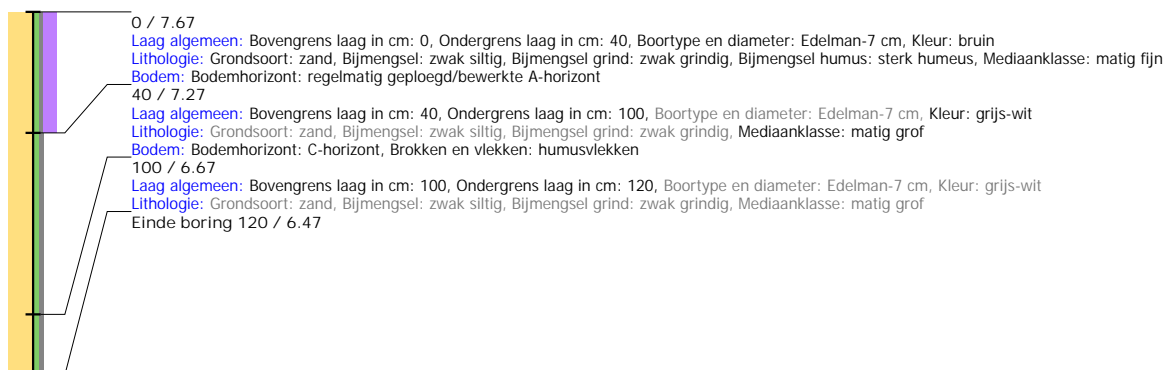 0 / 7.67
Laag algemeen: Bovengrens laag in cm: 0, Ondergrens laag in cm: 40, Boortype en diameter: Edelman-7 cm, Kleur: bruin
Lithologie: Grondsoort: zand, Bijmengsel: zwak siltig, Bijmengsel grind: zwak grindig, Bijmengsel humus: sterk humeus, Mediaanklasse: matig fijn
Bodem: Bodemhorizont: regelmatig geploegd/bewerkte A-horizont
40 / 7.27
Laag algemeen: Bovengrens laag in cm: 40, Ondergrens laag in cm: 100, Boortype en diameter: Edelman-7 cm, Kleur: grijs-wit
Lithologie: Grondsoort: zand, Bijmengsel: zwak siltig, Bijmengsel grind: zwak grindig, Mediaanklasse: matig grof
Bodem: Bodemhorizont: C-horizont, Brokken en vlekken: humusvlekken
100 / 6.67
Laag algemeen: Bovengrens laag in cm: 100, Ondergrens laag in cm: 120, Boortype en diameter: Edelman-7 cm, Kleur: grijs-wit
Lithologie: Grondsoort: zand, Bijmengsel: zwak siltig, Bijmengsel grind: zwak grindig, Mediaanklasse: matig grof
Einde boring 120 / 6.47